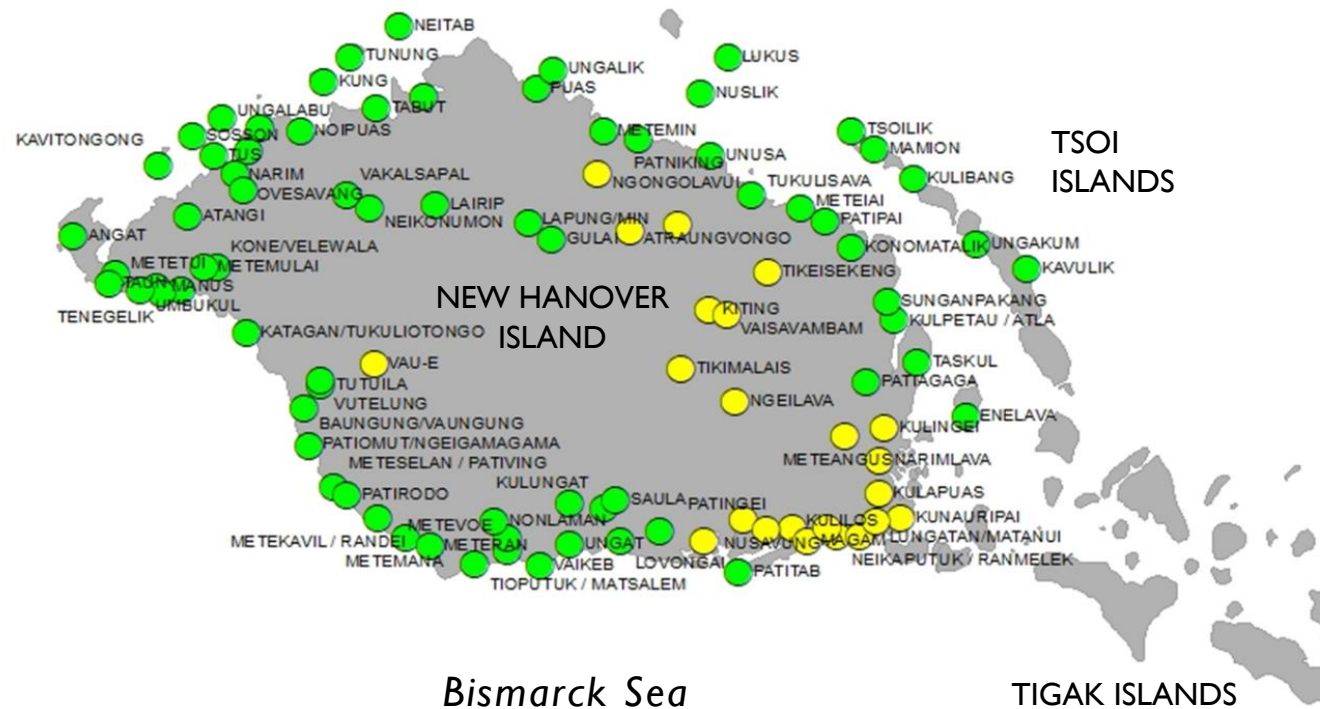 NEITAB
TUNUNG
LUKUS
KUNG
UNGALIK
PUAS
NUSLIK
TABUT
UNGALABU
KAVITONGONG
SOSSON
NOIPUAS
METEMIN
TSOILIK
TSOI
ISLANDS
MAMION
TUS
PATNIKING
UNUSA
NARIM
VAKALSAPAL
NGONGOLAVUI
TUKULISAVA
KULIBANG
OVESAVANG
NEIKONUMON
LAIRIP
METEIAI
ATANGI
LAPUNG/MIN
PATIPAI
ANGAT
KONE/VELEWALA
GULAN
ATRAUNGVONGO
KONOMATALIK
UNGAKUM
METETUI
METEMULAI
TIKEISEKENG
KAVULIK
TAUN
MANUS
NEW HANOVER
ISLAND
SUNGANPAKANG
UMBUKUL
KITING
TENEGELIK
KULPETAU / ATLA
VAISAVAMBAM
KATAGAN/TUKULIOTONGO
VAU-E
TASKUL
TIKIMALAIS
TUTUILA
PATIAGAGA
VUTELUNG
NGEILAVA
BAUNGUNG/VAUNGUNG
ENELAVA
KULINGEI
PATIOMUT/NGEIGAMAGAMA
METESELAN / PATIVING
METEANGUS
NARIMLAVA
KULUNGAT
PATIRODO
SAULA
PATINGEI
KULAPUAS
METEVOE
NONLAMAN
KULILOS
KUNAURIPAI
METEKAVIL / RANDEI
METERAN
UNGAT
NUSAVUNG
MAGAM
LUNGATAN/MATANUI
METEMANA
VAIKEB
LOVONGAI
NEIKAPUTUK / RANMELEK
TIOPUTUK / MATSALEM
PATITAB
Bismarck Sea
TIGAK ISLANDS